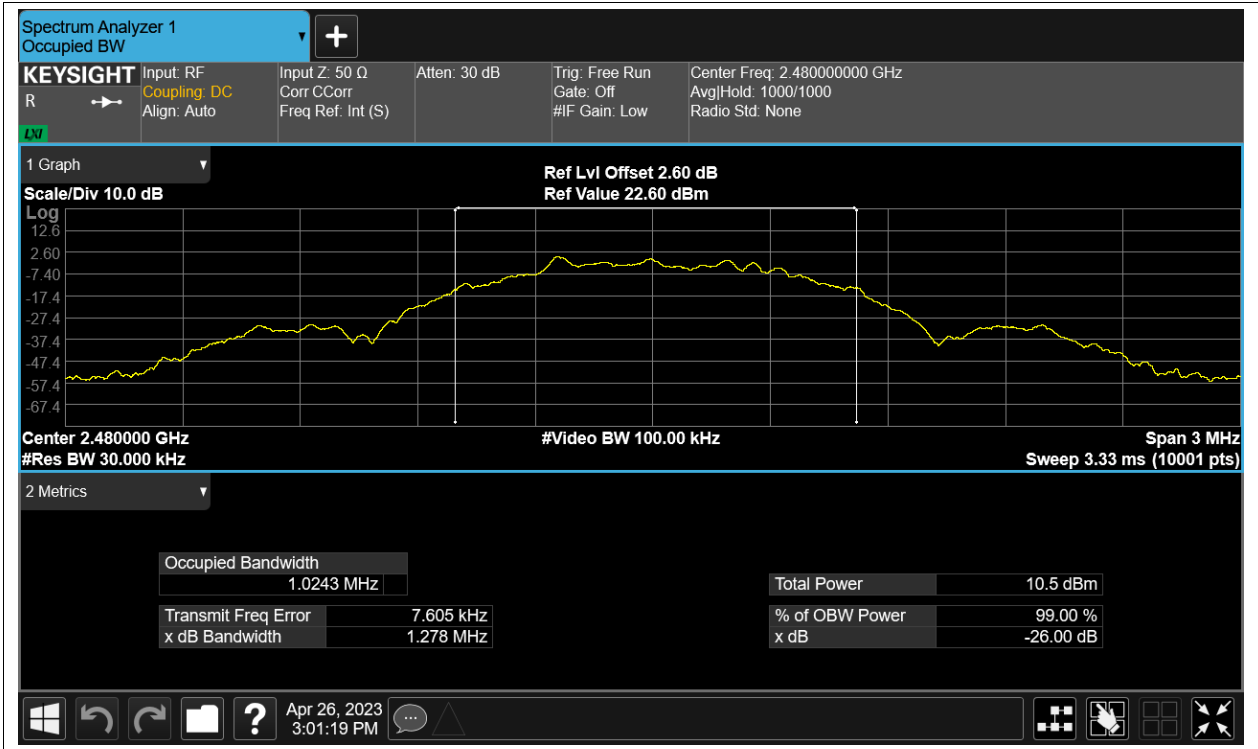 Spectrum Analyzer 1
Occupied BW
KEYSIGHT
R
LXI
Input: RF
Coupling: DC
Align: Auto
Input Z: 50 Ω
Corr CCorr
Freq Ref: Int (S)
Atten: 30 dB
Trig: Free Run
Gate: Off
#IF Gain: Low
Center Freq: 2.480000000 GHz
Avg|Hold: 1000/1000
Radio Std: None
1 Graph
Scale/Div 10.0 dB
Ref Lvl Offset 2.60 dB
Ref Value 22.60 dBm
Log
12.6
2.60
-7.40
-17.4
-27.4
-37.4
-47.4
-57.4
-67.4
Center 2.480000 GHz
#Video BW 100.00 kHz
Span 3 MHz
#Res BW 30.000 kHz
Sweep 3.33 ms (10001 pts)
2 Metrics
Occupied Bandwidth
1.0243 MHz
Total Power 10.5 dBm
Transmit Freq Error 7.605 kHz
% of OBW Power 99.00 %
x dB Bandwidth 1.278 MHz
x dB -26.00 dB
?
Apr 26, 2023
3:01:19 PM